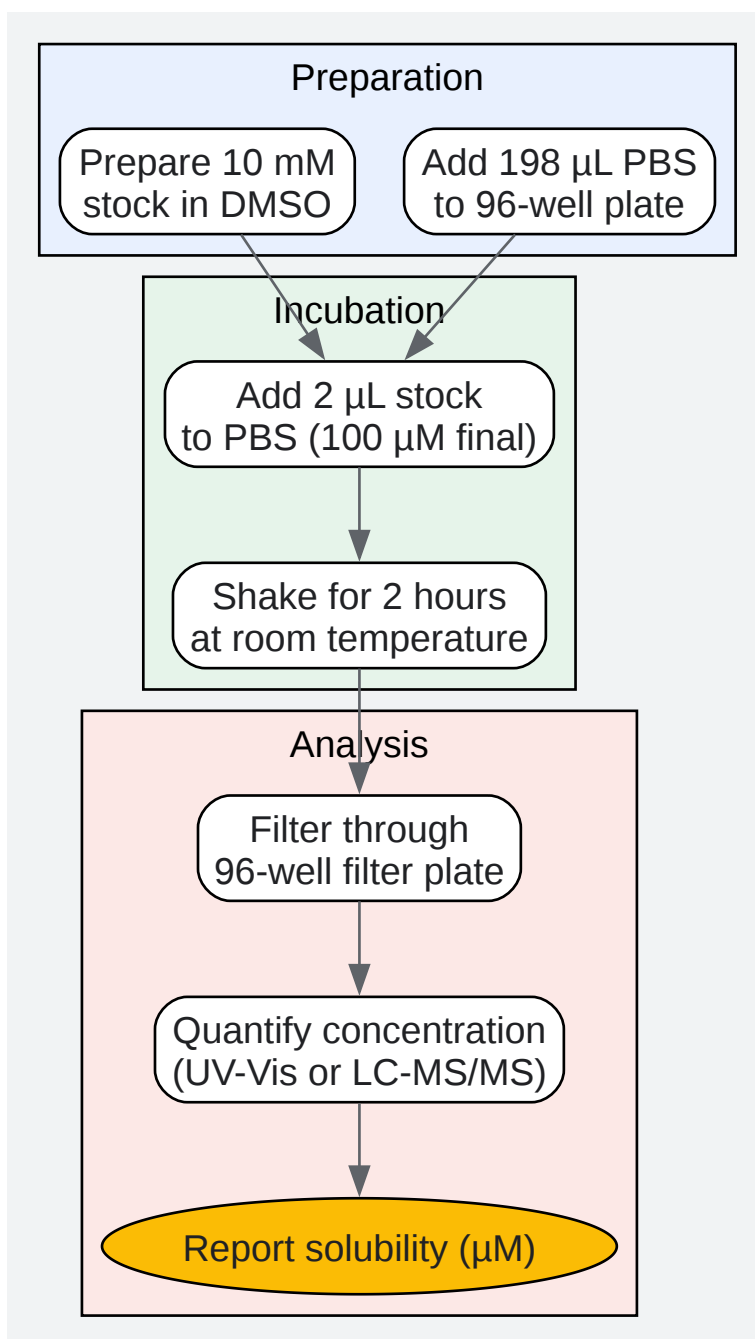 Preparation
Prepare 10 mM
stock in DMSO
Add 198 µL PBS
to 96-well plate
Incubation
Add 2 µL stock
to PBS (100 µM final)
Shake for 2 hours
at room temperature
Analysis
Filter through
96-well filter plate
Quantify concentration
(UV-Vis or LC-MS/MS)
Report solubility (µM)